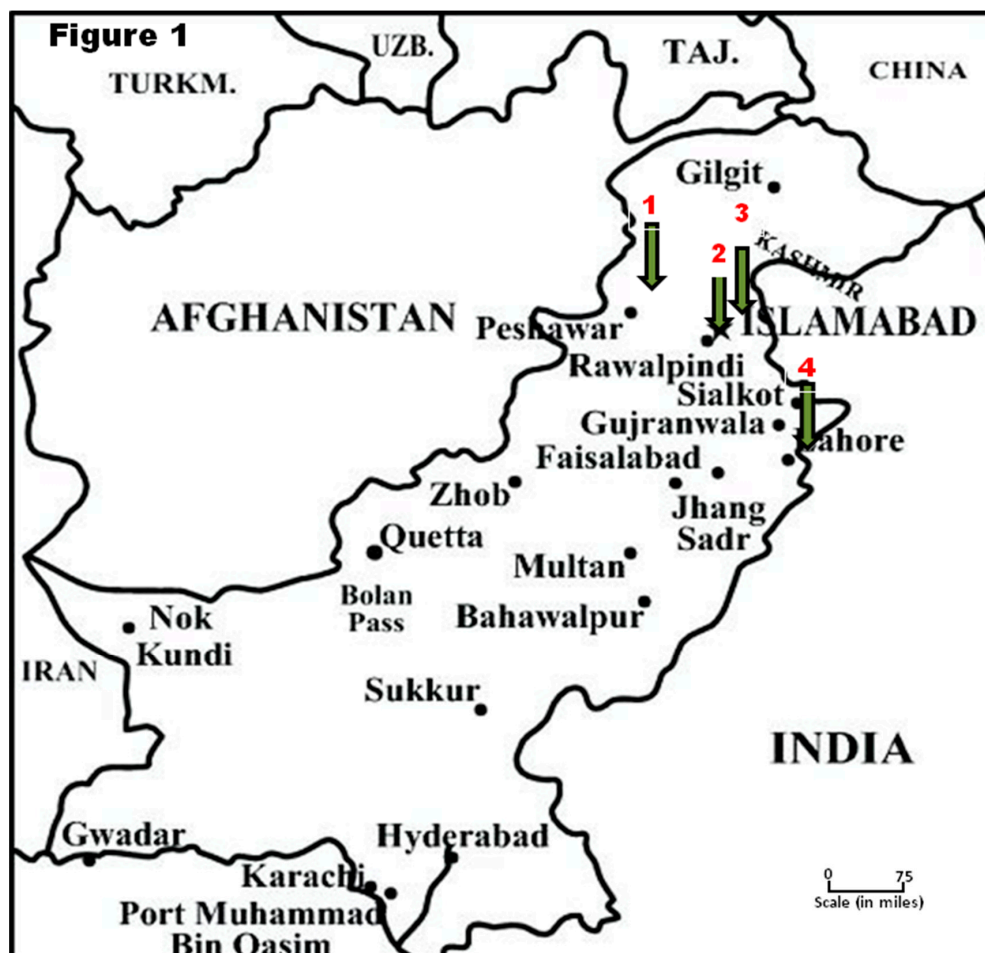 Figure 1
UZB.
TAJ.
TURKM.
CHINA
Gilgit
1
3
KASHMIR
2
AFGHANISTAN
Peshawar
ISLAMABAD
Rawalpindi
4
Sialkot
Gujranwala
Lahore
Faisalabad
Zhob
Jhang
Sadr
Quetta
Multan
Bolan
Pass
Bahawalpur
Nok
Kundi
IRAN
Sukkur
INDIA
Gwadar
Hyderabad
Karachi
Port Muhammad
Bin Qasim
0 75
Scale (in miles)